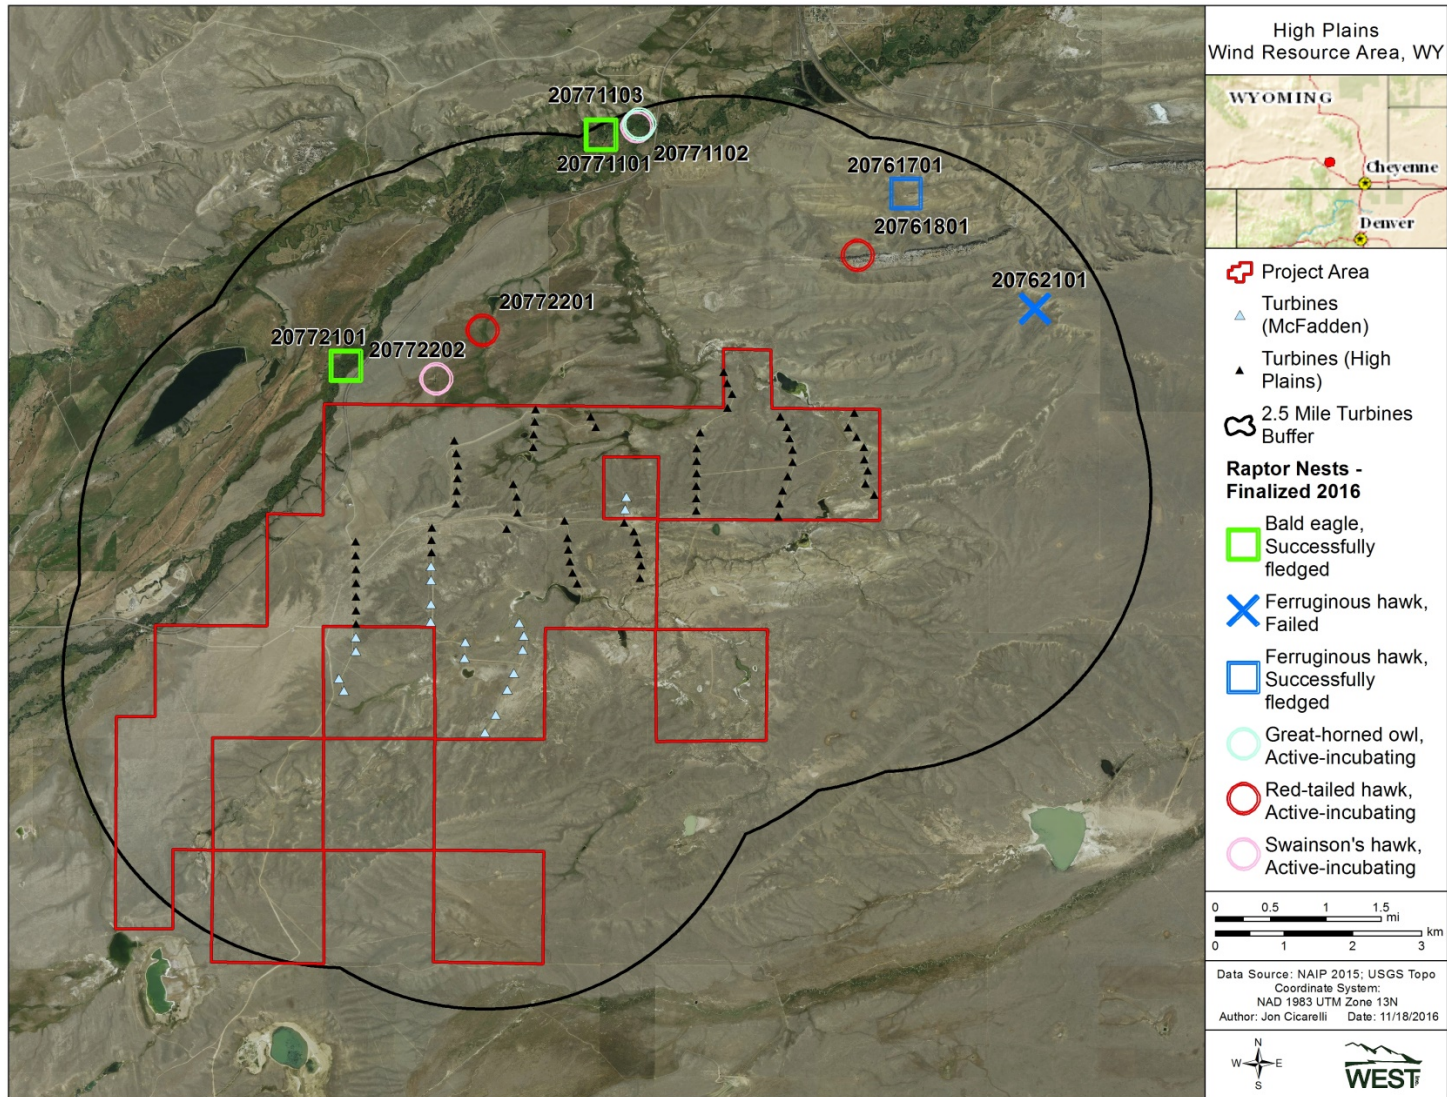 High Plains
Wind Resource Area, WY
WYOMING
Cheyenne
Denver
20771103
20771101
20771102
20761701
20761801
20762101
20772201
20772101
20772202
Project Area
Turbines
(McFadden)
Turbines (High
Plains)
2.5 Mile Turbines
Buffer
Raptor Nests -
Finalized 2016
Bald eagle,
Successfully
fledged
Ferruginous hawk,
Failed
Ferruginous hawk,
Successfully
fledged
Great-horned owl,
Active-incubating
Red-tailed hawk,
Active-incubating
Swainson's hawk,
Active-incubating
0 0.5 1 1.5
mi
km
0 1 2 3
Data Source: NAIP 2015; USGS Topo
Coordinate System:
NAD 1983 UTM Zone 13N
Author: Jon Cicarelli Date: 11/18/2016
N
W E
S
WEST